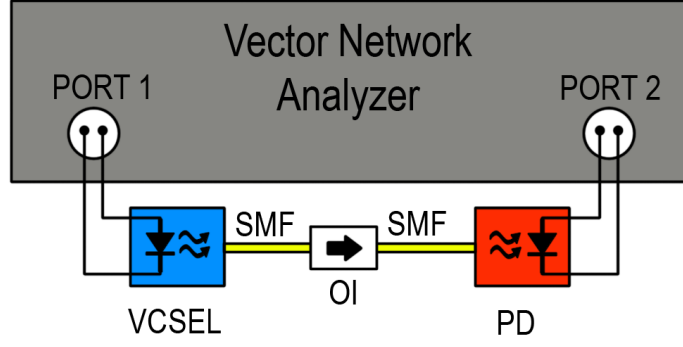 Vector Network
Analyzer
PORT 1
PORT 2
SMF
SMF
OI
VCSEL
PD